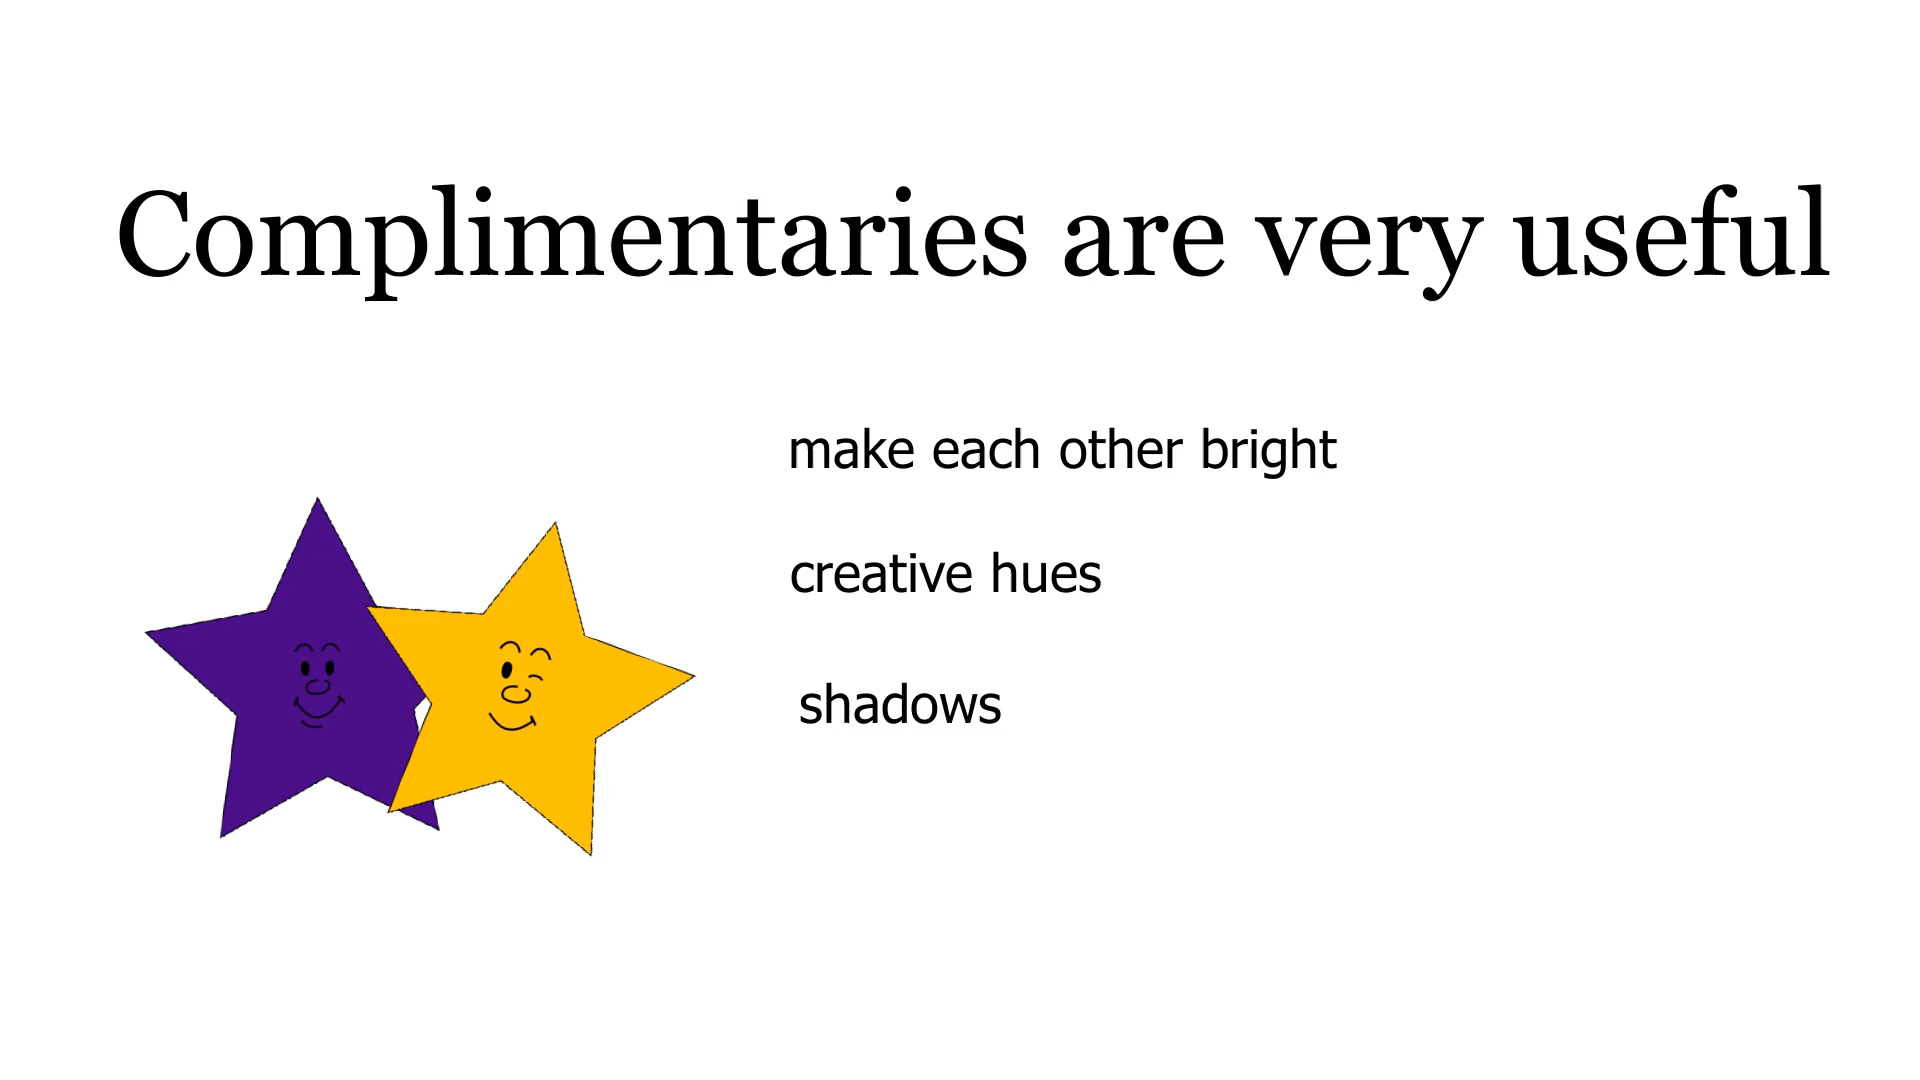 Complimentaries are very useful
make each other bright
creative hues
shadows